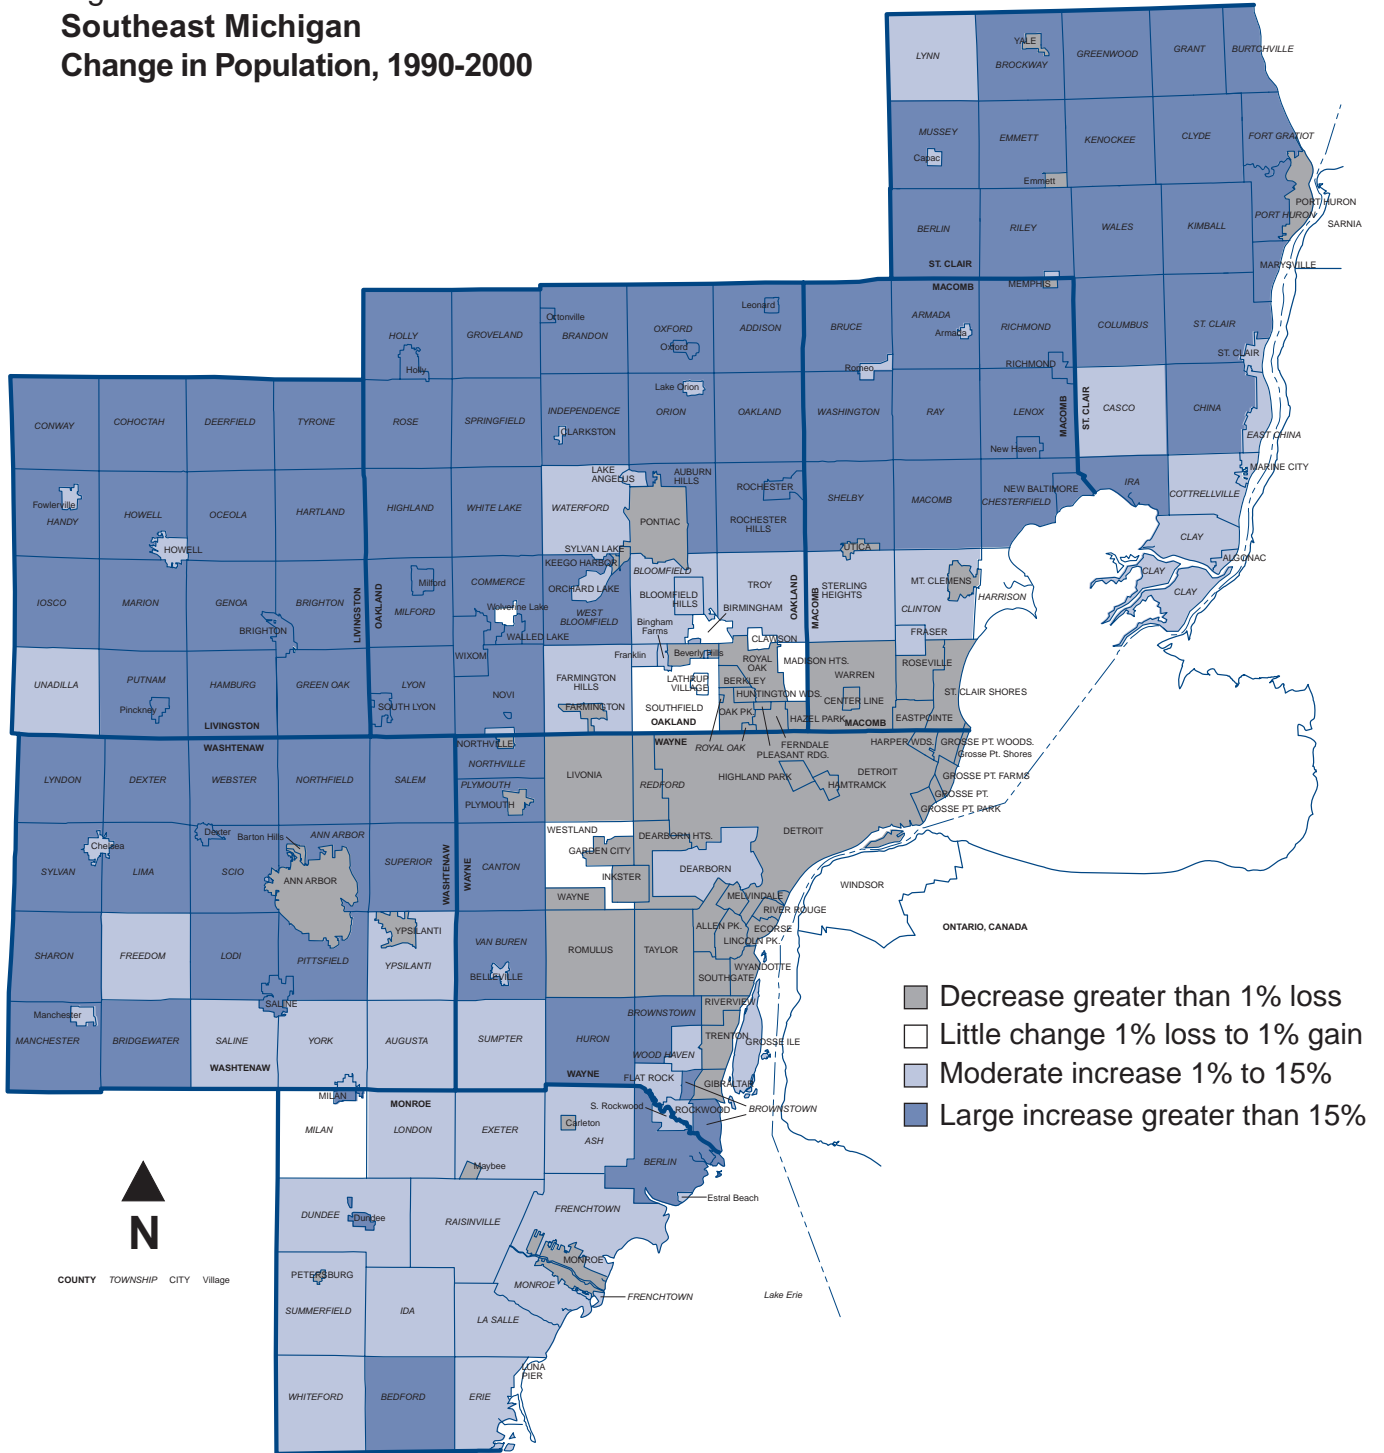 Southeast Michigan
Change in Population, 1990-2000
LYNN
YALE
BROCKWAY
GREENWOOD
GRANT
BURTCHVILLE
MUSSEY
Capac
EMMETT
Emmett
KENOCKEE
CLYDE
FORT GRATIOT
PORT HURON
PORT HURON
SARNIA
BERLIN
RILEY
WALES
KIMBALL
MARYSVILLE
ST. CLAIR
MACOMB
MEMPHIS
HOLLY
Holly
GROVELAND
Ortonville
BRANDON
OXFORD
Oxford
Leonard
ADDISON
BRUCE
Romeo
ARMADA
Armada
RICHMOND
RICHMOND
COLUMBUS
ST. CLAIR
ST. CLAIR
CONWAY
COHOCTAH
DEERFIELD
TYRONE
ROSE
SPRINGFIELD
INDEPENDENCE
CLARKSTON
Lake Orion
ORION
OAKLAND
WASHINGTON
RAY
LENOX
New Haven
MACOMB
ST. CLAIR
CASCO
CHINA
EAST CHINA
MARINE CITY
Fowlerville
HANDY
HOWELL
HOWELL
OCEOLA
HARTLAND
HIGHLAND
WHITE LAKE
WATERFORD
LAKE
ANGELUS
AUBURN
HILLS
PONTIAC
ROCHESTER
ROCHESTER
HILLS
SHELBY
UTICA
MACOMB
NEW BALTIMORE
CHESTERFIELD
IRA
COTTRELLVILLE
CLAY
ALGONAC
CLAY
CLAY
IOSCO
MARION
GENOA
BRIGHTON
BRIGHTON
LIVINGSTON
OAKLAND
Milford
MILFORD
COMMERCE
Wolverine Lake
WALLED LAKE
WIXOM
SYLVAN LAKE
KEEGO HARBOR
ORCHARD LAKE
WEST
BLOOMFIELD
BLOOMFIELD
BLOOMFIELD
HILLS
TROY
BIRMINGHAM
Bingham
Farms
OAKLAND
MACOMB
STERLING
HEIGHTS
MT. CLEMENS
CLINTON
HARRISON
FRASER
UNADILLA
PUTNAM
Pinckney
HAMBURG
GREEN OAK
LIVINGSTON
LYON
SOUTH LYON
NOVI
FARMINGTON
HILLS
FARMINGTON
Franklin
Beverly Hills
LATHRUP
VILLAGE
SOUTHFIELD
OAKLAND
CLAWSON
ROYAL
OAK
MADISON HTS.
BERKLEY
HUNTINGTON WDS.
OAK PK.
HAZEL PARK
ROYAL OAK
FERNDALE
PLEASANT RDG.
WARREN
CENTER LINE
MACOMB
ROSEVILLE
ST. CLAIR SHORES
EASTPOINTE
WASHTENAW
LYNDON
DEXTER
WEBSTER
NORTHFIELD
SALEM
NORTHVILLE
NORTHVILLE
PLYMOUTH
PLYMOUTH
LIVONIA
WAYNE
REDFORD
HIGHLAND PARK
DETROIT
HAMTRAMCK
HARPER WDS.
GROSSE PT. WOODS.
Grosse Pt. Shores
GROSSE PT. FARMS
GROSSE PT.
GROSSE PT. PARK
DETROIT
Chelsea
SYLVAN
LIMA
Dexter
SCIO
Barton Hills
ANN ARBOR
ANN ARBOR
SUPERIOR
WASHTENAW
WAYNE
CANTON
WESTLAND
GARDEN CITY
INKSTER
WAYNE
DEARBORN HTS.
DEARBORN
MELVINDALE
RIVER ROUGE
ECORSE
ALLEN PK.
LINCOLN PK.
WINDSOR
ONTARIO, CANADA
SHARON
FREEDOM
LODI
PITTSFIELD
YPSILANTI
YPSILANTI
VAN BUREN
BELLEVILLE
ROMULUS
TAYLOR
WYANDOTTE
SOUTHGATE
Manchester
MANCHESTER
BRIDGEWATER
SALINE
SALINE
YORK
AUGUSTA
SUMPTER
HURON
BROWNSTOWN
RIVERVIEW
TRENTON
GROSSE ILE
WOOD HAVEN
WASHTENAW
WAYNE
FLAT ROCK
GIBRALTAR
Decrease greater than 1% loss
Little change 1% loss to 1% gain
Moderate increase 1% to 15%
Large increase greater than 15%
MILAN
MILAN
MONROE
LONDON
EXETER
Maybee
Carleton
ASH
S. Rockwood
ROCKWOOD
BROWNSTOWN
BERLIN
Estral Beach
DUNDEE
Dundee
RAISINVILLE
FRENCHTOWN
MONROE
MONROE
FRENCHTOWN
PETERSBURG
SUMMERFIELD
IDA
LA SALLE
Lake Erie
WHITEFORD
BEDFORD
ERIE
LUNA
PIER
N
COUNTY TOWNSHIP CITY Village